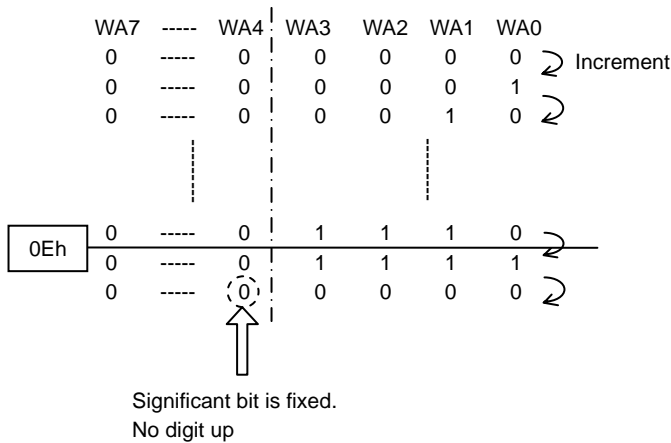 WA7 ----- WA4 WA3 WA2 WA1 WA0
0 ----- 0 0 0 0 0 Increment
0 ----- 0 0 0 0 1
0 ----- 0 0 0 1 0
0 ----- 0 1 1 1 0
0Eh
0 ----- 0 1 1 1 1
0 ----- 0 0 0 0 0
Significant bit is fixed.
No digit up